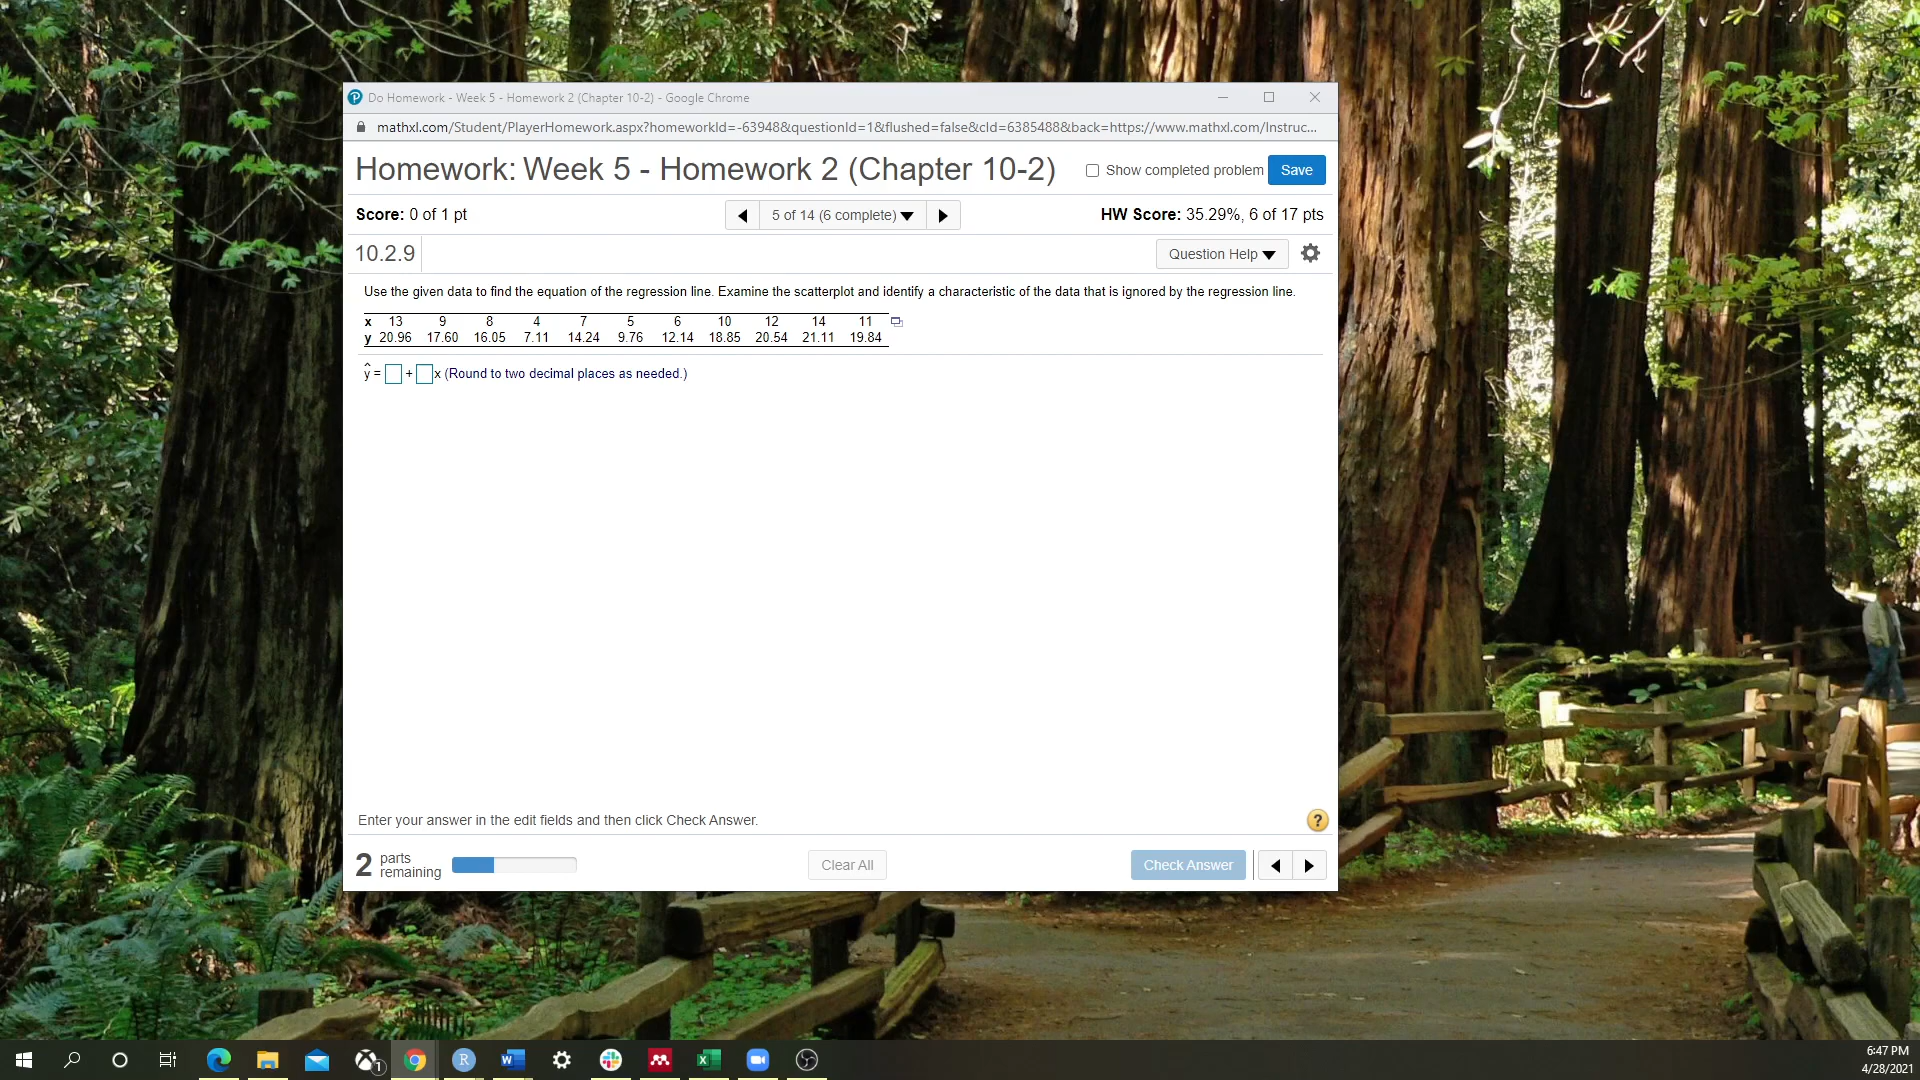 Do Homework - Week 5 - Homework 2 (Chapter 10-2) - Google Chrome
mathxl.com/Student/PlayerHomework.aspx?homeworkId=-63948&questionId=1&flushed=false&cId=6385488&back=https://www.mathxl.com/Instruc...
Homework: Week 5 - Homework 2 (Chapter 10-2)
Show completed problem
Save
Score: 0 of 1 pt
5 of 14 (6 complete)
HW Score: 35.29%, 6 of 17 pts
10.2.9
Question Help
Use the given data to find the equation of the regression line. Examine the scatterplot and identify a characteristic of the data that is ignored by the regression line.
x 13 9 8 4 7 5 6 10 12 14 11
y 20.96 17.60 16.05 7.11 14.24 9.76 12.14 18.85 20.54 21.11 19.84
ŷ = + x (Round to two decimal places as needed.)
Enter your answer in the edit fields and then click Check Answer.
?
2 parts remaining
Clear All
Check Answer
1
R
W
X
6:47 PM
4/28/2021